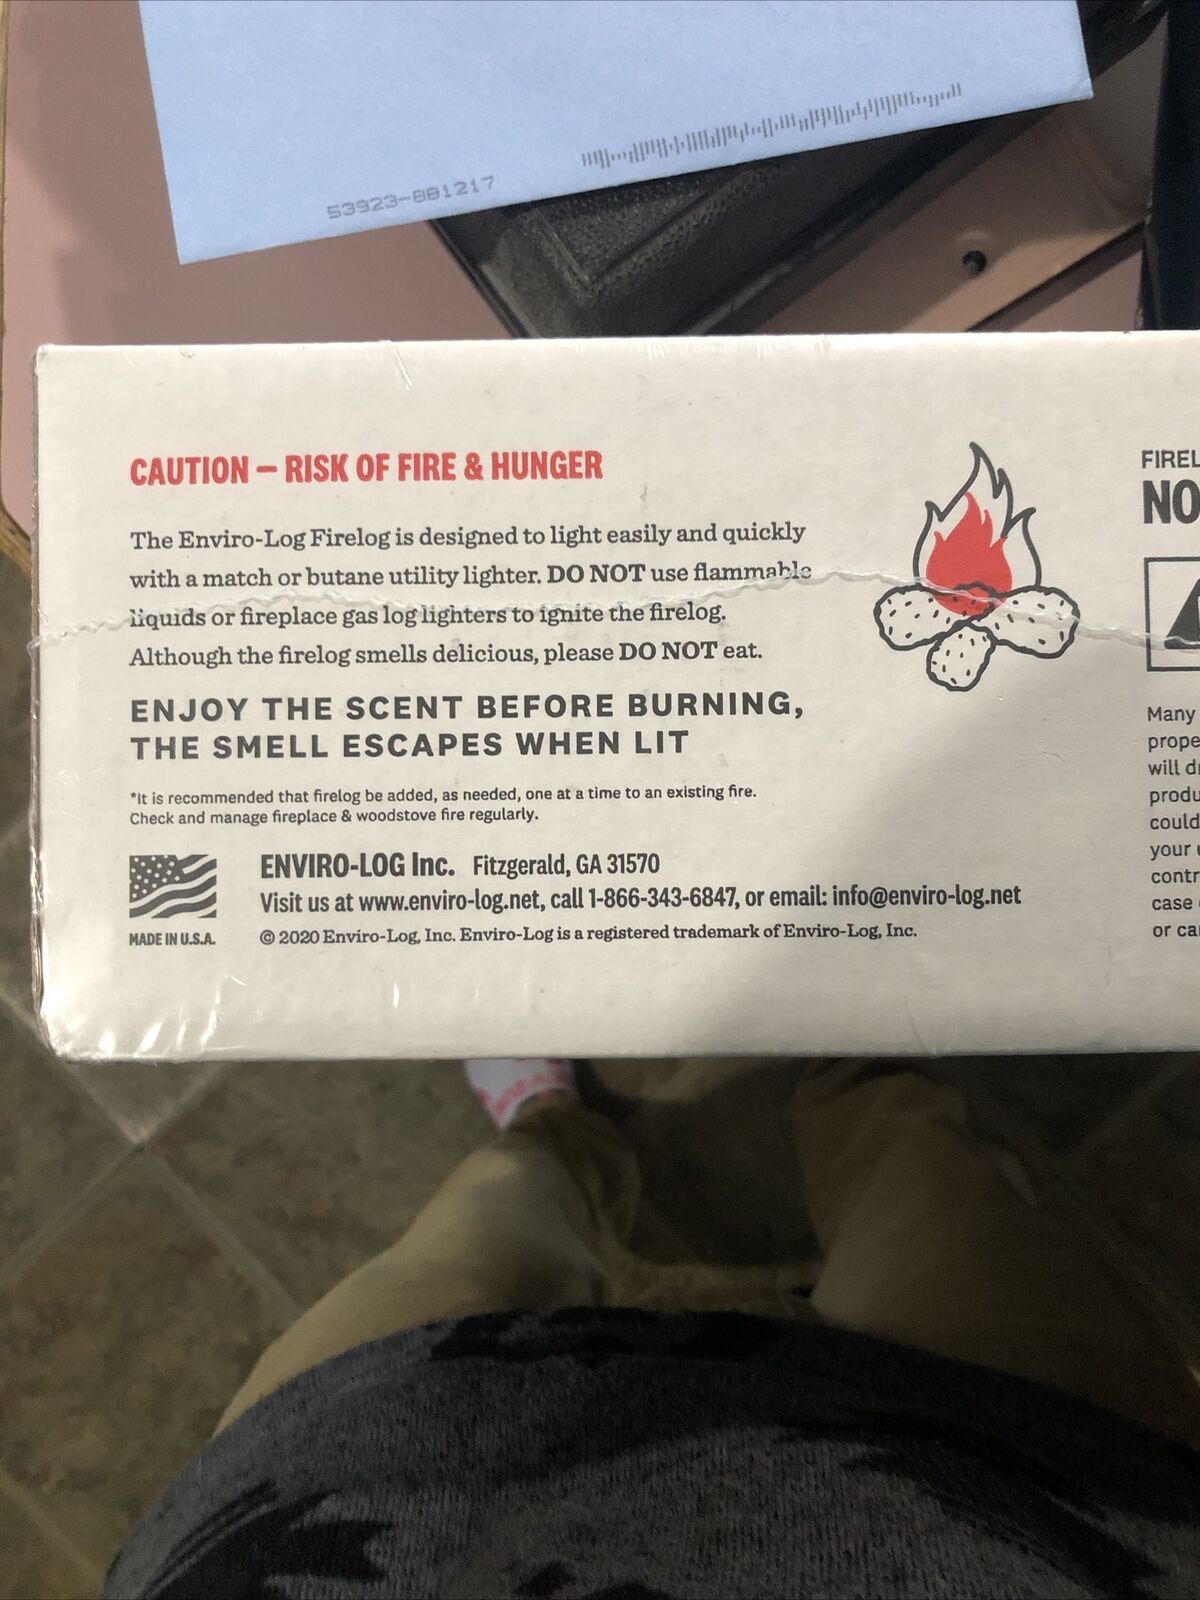 53923-881217
CAUTION – RISK OF FIRE & HUNGER
The Enviro-Log Firelog is designed to light easily and quickly
with a match or butane utility lighter. DO NOT use flammable
liquids or fireplace gas log lighters to ignite the firelog.
Although the firelog smells delicious, please DO NOT eat.
ENJOY THE SCENT BEFORE BURNING,
THE SMELL ESCAPES WHEN LIT
*It is recommended that firelog be added, as needed, one at a time to an existing fire.
Check and manage fireplace & woodstove fire regularly.
MADE IN U.S.A.
ENVIRO-LOG Inc. Fitzgerald, GA 31570
Visit us at www.enviro-log.net, call 1-866-343-6847, or email: info@enviro-log.net
© 2020 Enviro-Log, Inc. Enviro-Log is a registered trademark of Enviro-Log, Inc.
FIREL
NO
Many
prope
will d
produ
could
your
contr
case
or ca